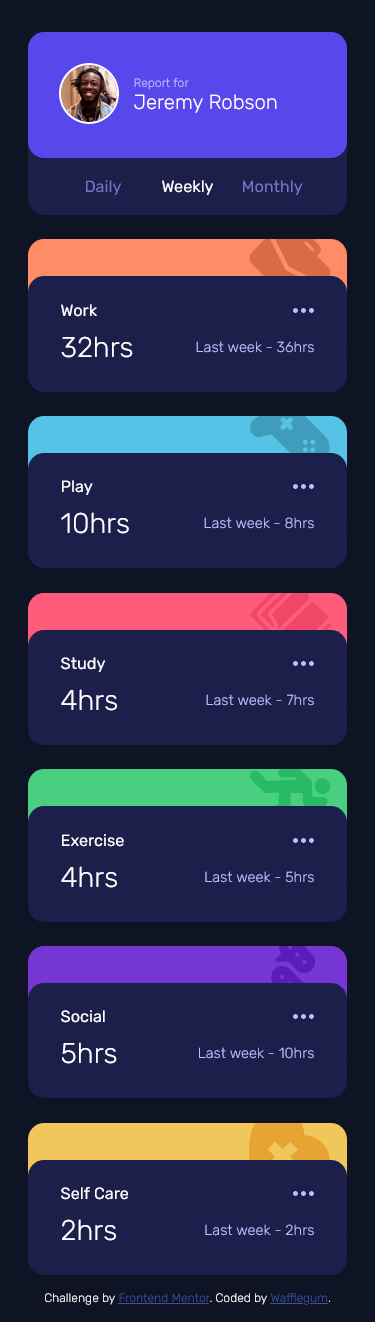 Report for
Jeremy Robson
Daily Weekly Monthly
Work
32hrs Last week - 36hrs
Play
10hrs Last week - 8hrs
Study
4hrs Last week - 7hrs
Exercise
4hrs Last week - 5hrs
Social
5hrs Last week - 10hrs
Self Care
2hrs Last week - 2hrs
Challenge by Frontend Mentor. Coded by Wafflegum.